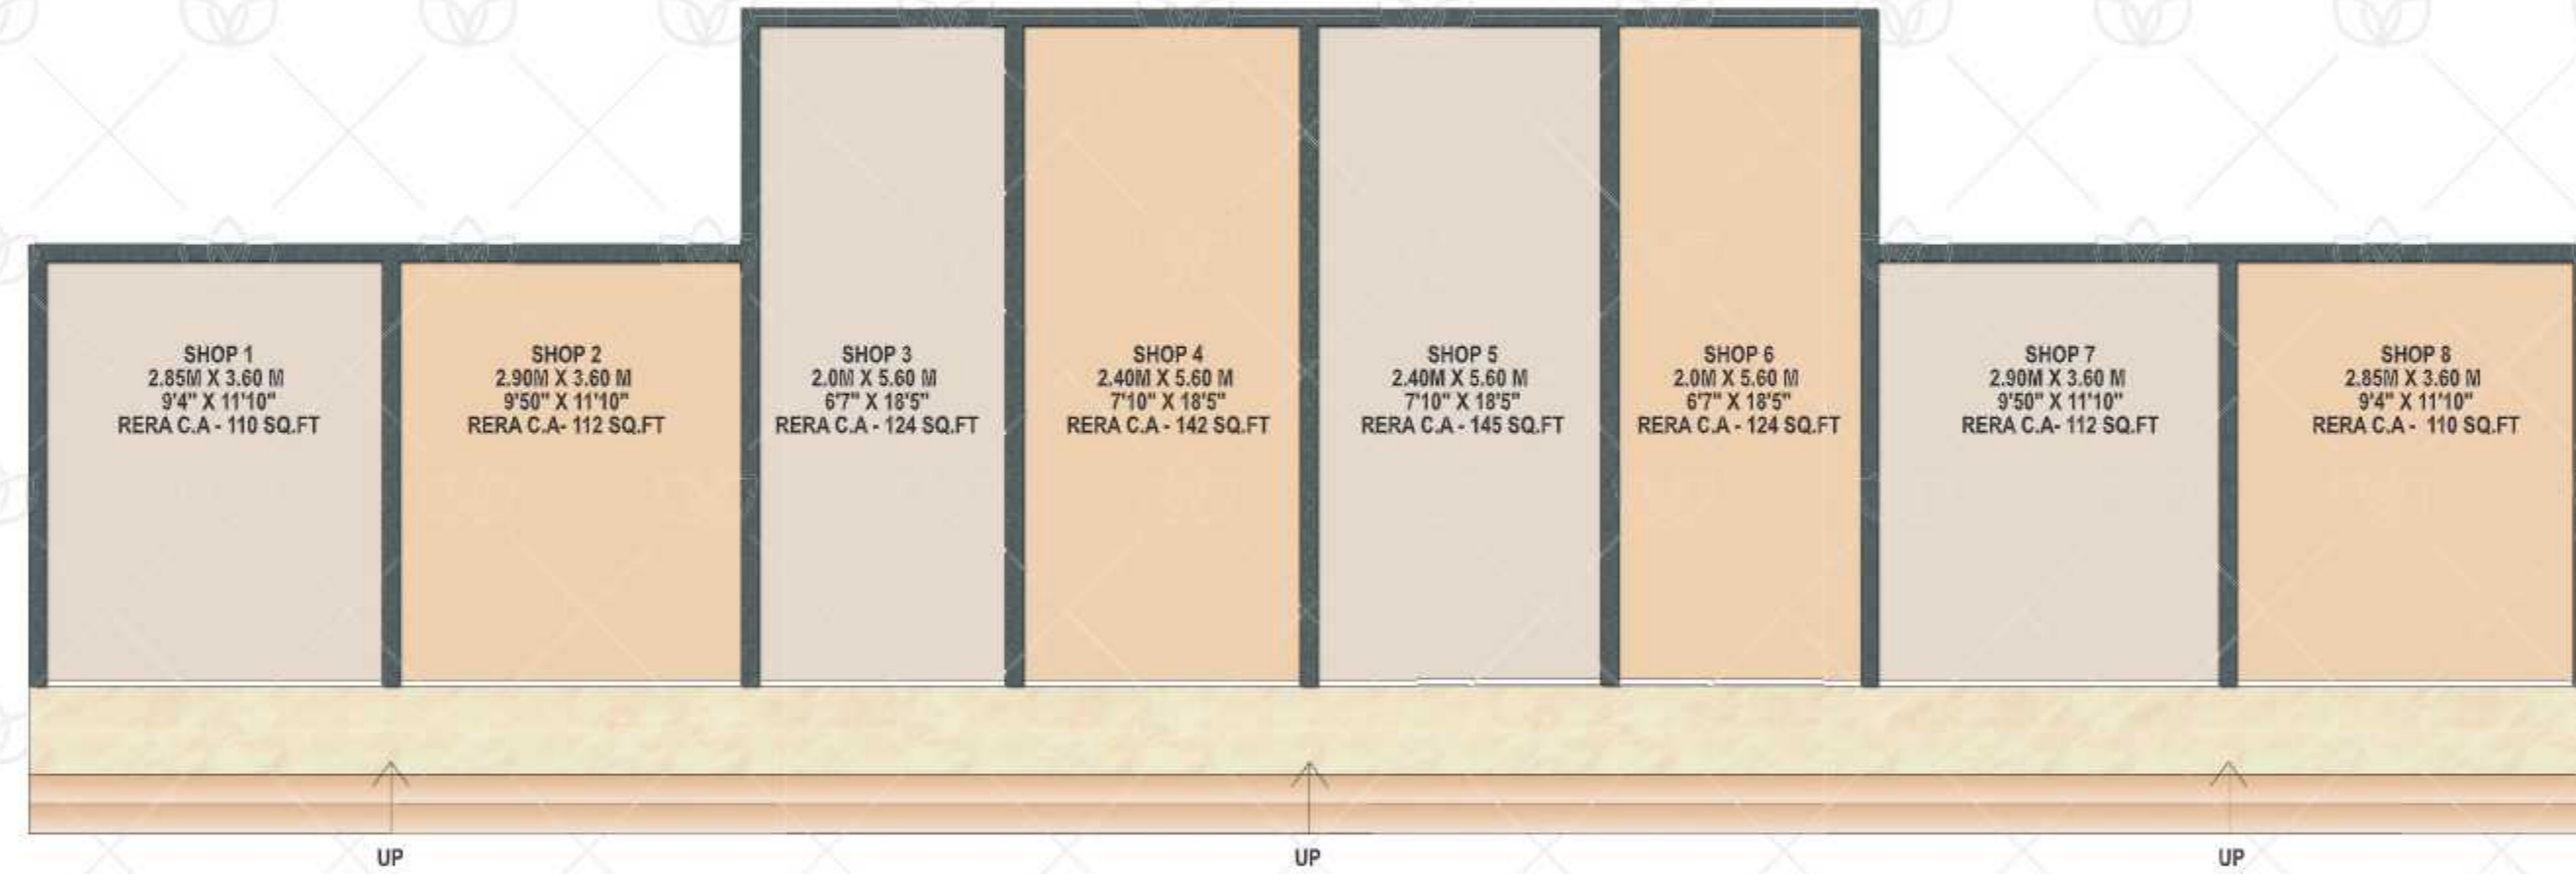 SHOP 1
2.85M X 3.60 M
9'4" X 11'10"
RERA C.A - 110 SQ.FT
SHOP 2
2.90M X 3.60 M
9'50" X 11'10"
RERA C.A- 112 SQ.FT
SHOP 3
2.0M X 5.60 M
6'7" X 18'5"
RERA C.A - 124 SQ.FT
SHOP 4
2.40M X 5.60 M
7'10" X 18'5"
RERA C.A - 142 SQ.FT
SHOP 5
2.40M X 5.60 M
7'10" X 18'5"
RERA C.A - 145 SQ.FT
SHOP 6
2.0M X 5.60 M
6'7" X 18'5"
RERA C.A - 124 SQ.FT
SHOP 7
2.90M X 3.60 M
9'50" X 11'10"
RERA C.A- 112 SQ.FT
SHOP 8
2.85M X 3.60 M
9'4" X 11'10"
RERA C.A - 110 SQ.FT
UP
UP
UP